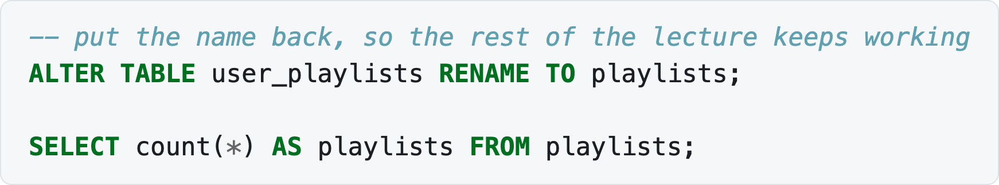 -- put the name back, so the rest of the lecture keeps working
ALTER TABLE user_playlists RENAME TO playlists;
SELECT count(*) AS playlists FROM playlists;